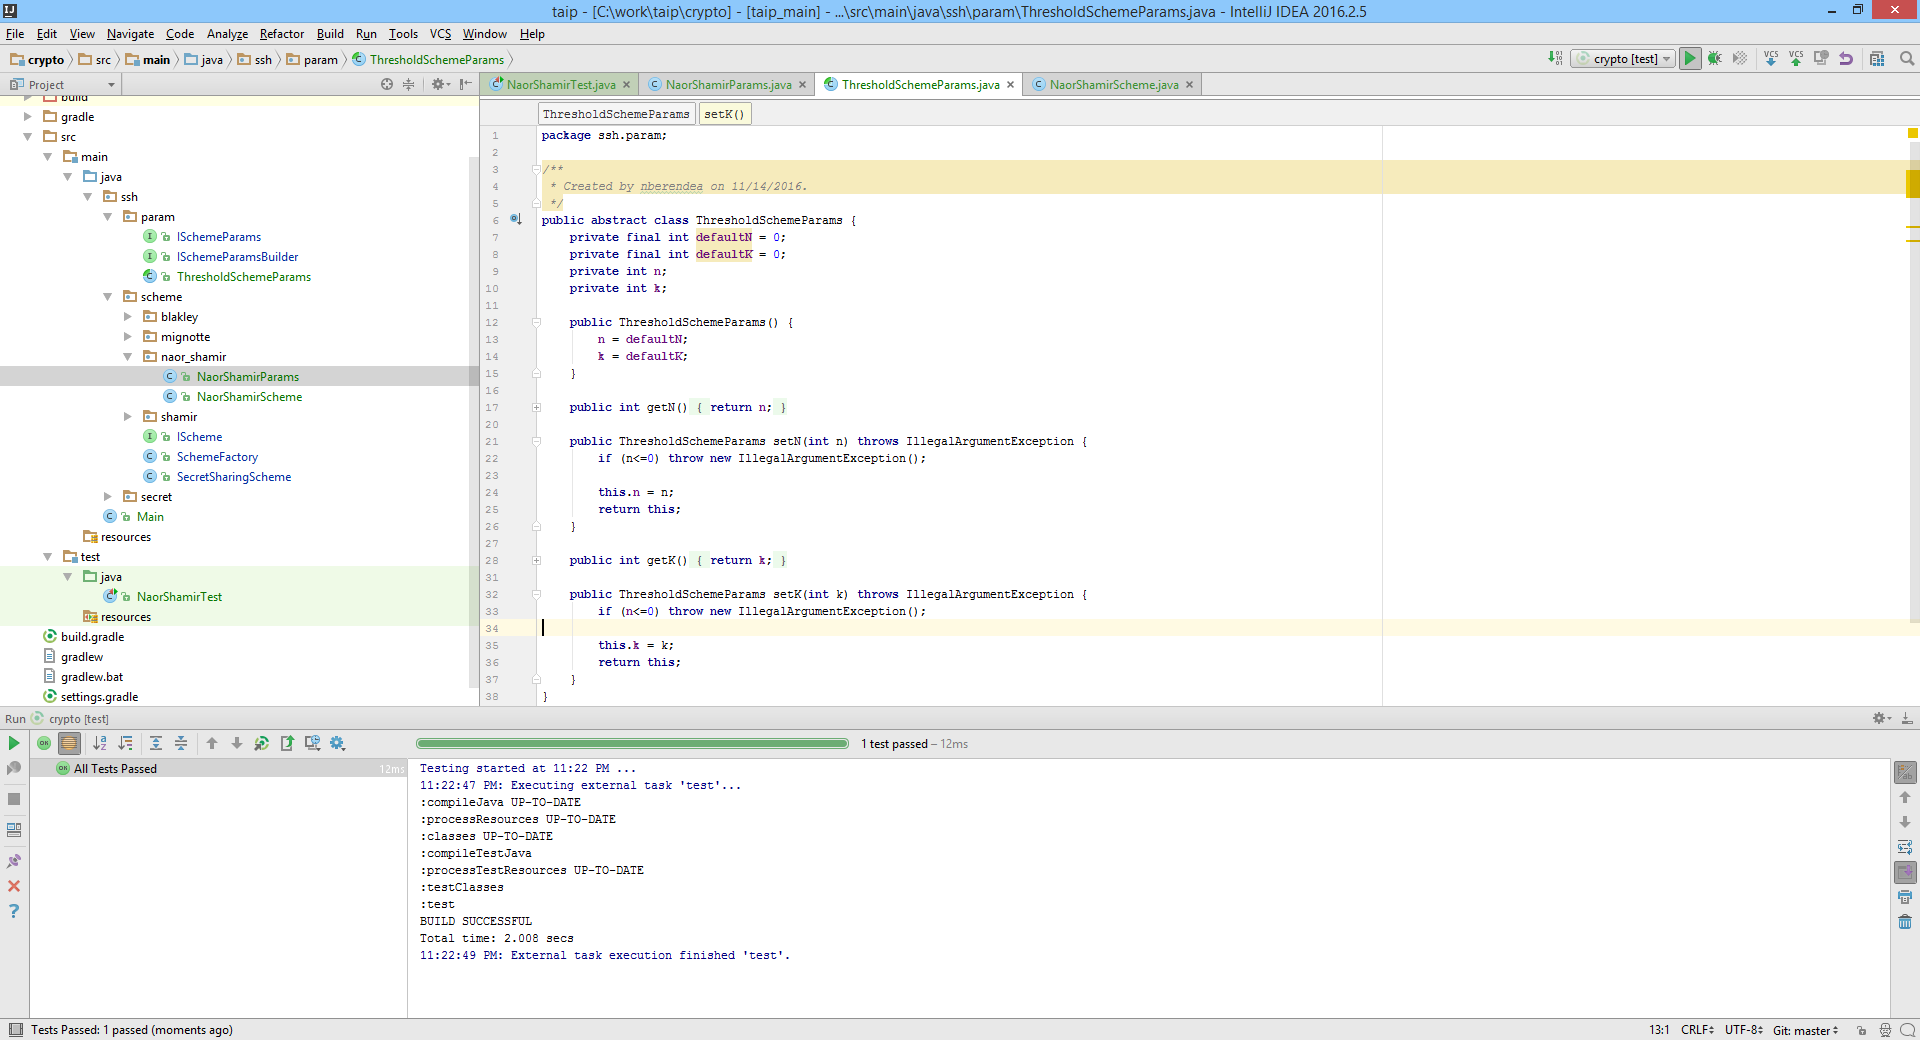 taip - [C:\work\taip\crypto] - [taip_main] - ...\src\main\java\ssh\param\ThresholdSchemeParams.java - IntelliJ IDEA 2016.2.5
File Edit View Navigate Code Analyze Refactor Build Run Tools VCS Window Help
crypto src main java ssh param ThresholdSchemeParams
crypto [test]
VCS VCS
Project
NaorShamirTest.java NaorShamirParams.java ThresholdSchemeParams.java NaorShamirScheme.java
build
gradle
src
main
java
ssh
param
ISchemeParams
ISchemeParamsBuilder
ThresholdSchemeParams
scheme
blakley
mignotte
naor_shamir
NaorShamirParams
NaorShamirScheme
shamir
IScheme
SchemeFactory
SecretSharingScheme
secret
Main
resources
test
java
NaorShamirTest
resources
build.gradle
gradlew
gradlew.bat
settings.gradle
ThresholdSchemeParams setK()
1 package ssh.param;
2
3 /**
4 * Created by nberendea on 11/14/2016.
5 */
6 public abstract class ThresholdSchemeParams {
7 private final int defaultN = 0;
8 private final int defaultK = 0;
9 private int n;
10 private int k;
11
12 public ThresholdSchemeParams() {
13 n = defaultN;
14 k = defaultK;
15 }
16
17 public int getN() { return n; }
20
21 public ThresholdSchemeParams setN(int n) throws IllegalArgumentException {
22 if (n<=0) throw new IllegalArgumentException();
23
24 this.n = n;
25 return this;
26 }
27
28 public int getK() { return k; }
31
32 public ThresholdSchemeParams setK(int k) throws IllegalArgumentException {
33 if (n<=0) throw new IllegalArgumentException();
34
35 this.k = k;
36 return this;
37 }
38 }
Run crypto [test]
1 test passed – 12ms
OK All Tests Passed 12ms
Testing started at 11:22 PM ...
11:22:47 PM: Executing external task 'test'...
:compileJava UP-TO-DATE
:processResources UP-TO-DATE
:classes UP-TO-DATE
:compileTestJava
:processTestResources UP-TO-DATE
:testClasses
:test
BUILD SUCCESSFUL
Total time: 2.008 secs
11:22:49 PM: External task execution finished 'test'.
Tests Passed: 1 passed (moments ago)
13:1 CRLF UTF-8 Git: master